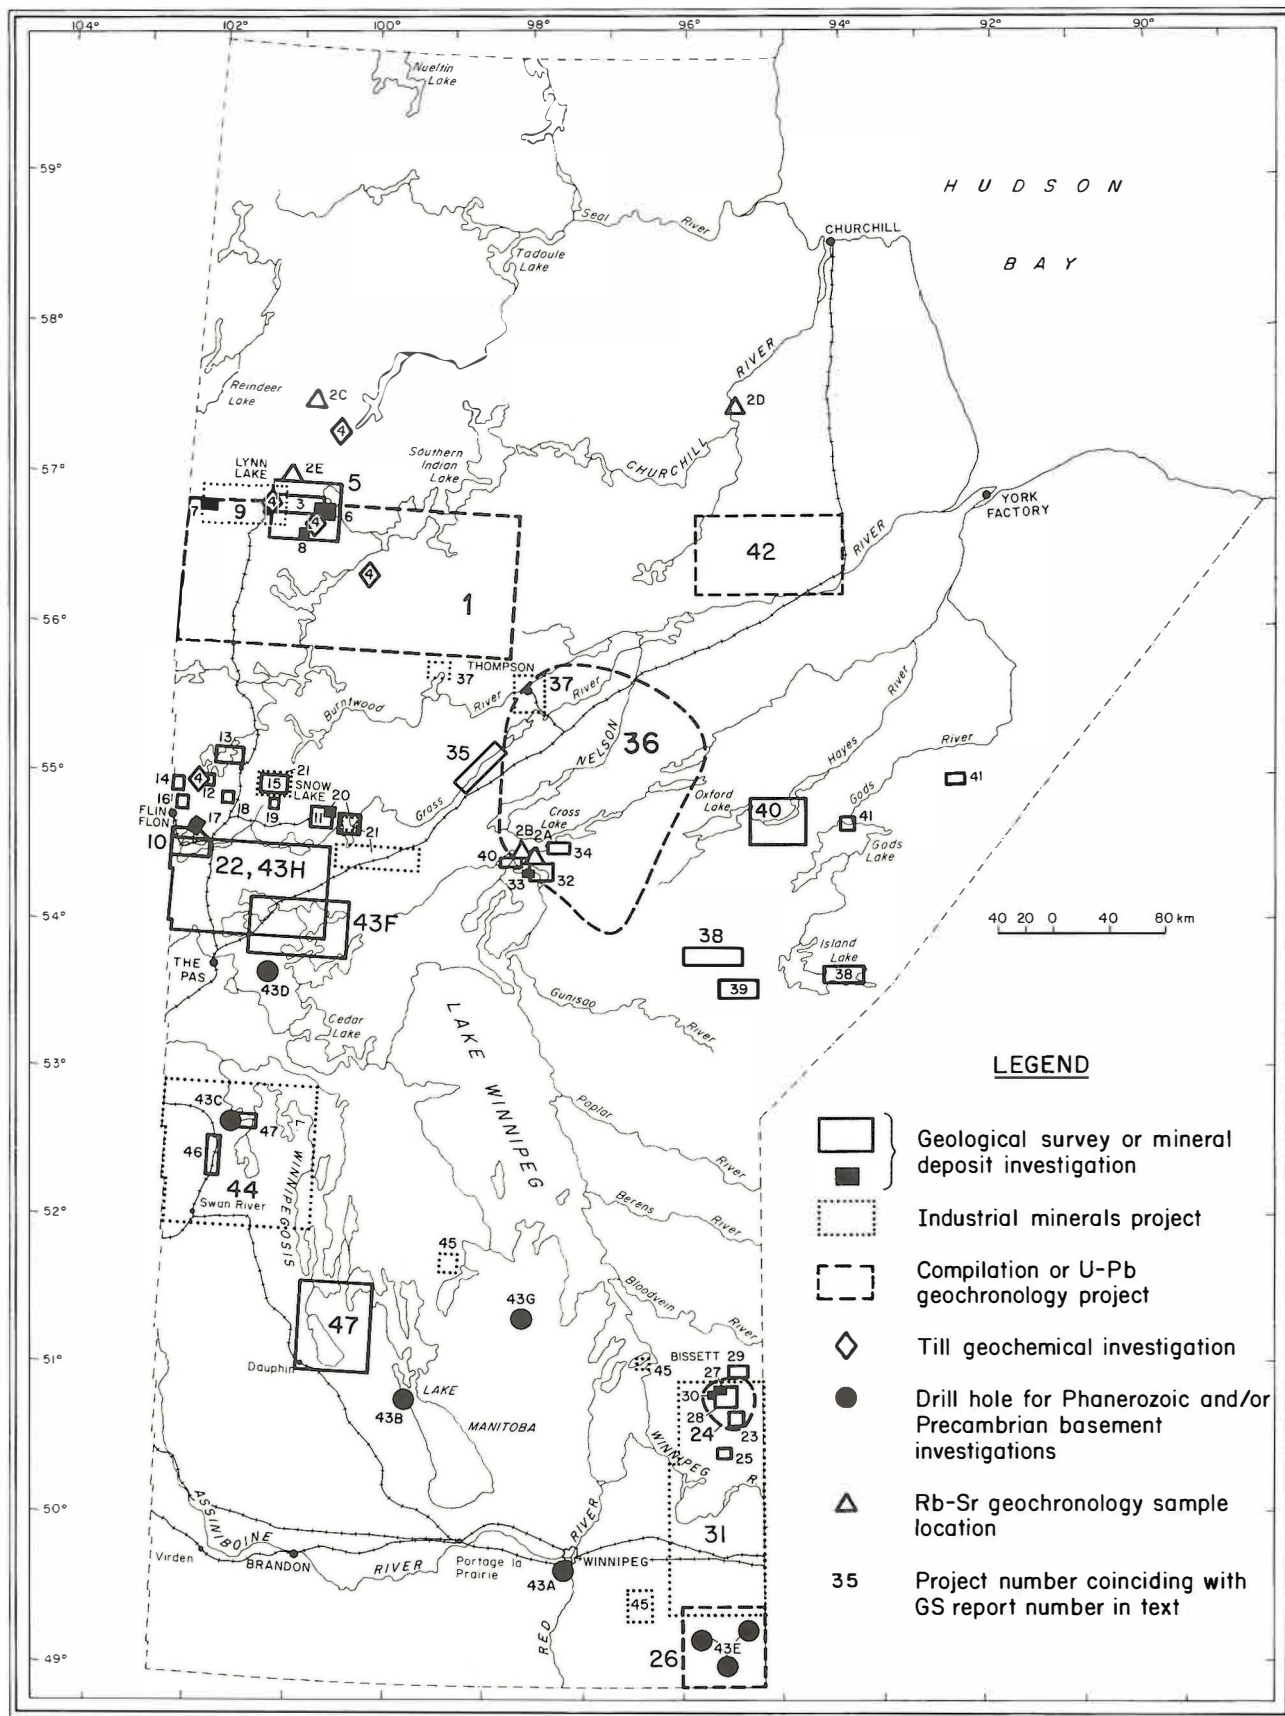 104°
102°
100°
98°
96°
94°
92°
90°
Nueltin
Lake
59°
HUDSON
BAY
Seal River
CHURCHILL
Tadoule
Lake
58°
RIVER
Reindeer
Lake
2C
2D
4
Southern
Indian
Lake
CHURCHILL
57°
LYNN
LAKE
2E
5
YORK
FACTORY
7
9
4
3
6
4
8
RIVER
42
4
1
56°
THOMPSON
37
37
River
River
Burntwood
River
NELSON
36
35
Hayes
River
13
55°
14
4
12
21
15
SNOW
LAKE
41
16
18
19
20
Grass
Cross
Lake
Oxford
Lake
40
Gods
41
FLIN
FLON
17
11
21
2B
2A
34
Gods
Lake
10
40
33
32
22, 43H
54°
43F
40 20 0 40 80 km
38
Island
Lake
38
THE
PAS
43D
39
Gunisao
River
Cedar
Lake
LAKE WINNIPEG
53°
LEGEND
43C
47
L. WINNIPEGOSIS
Poplar
River
46
44
Geological survey or mineral
deposit investigation
Swan River
52°
Berens
River
Industrial minerals project
45
Compilation or U-Pb
geochronology project
Bloodvein
River
43G
47
Till geochemical investigation
51°
Dauphin
45
BISSETT
29
27
30
28
24
23
25
LAKE
MANITOBA
43B
Drill hole for Phanerozoic and/or
Precambrian basement
investigations
WINNIPEG R.
50°
ASSINIBOINE
RIVER
Rb-Sr geochronology sample
location
31
Virden
BRANDON
RIVER
Portage la
Prairie
WINNIPEG
43A
35
Project number coinciding with
GS report number in text
45
RED
43E
26
49°